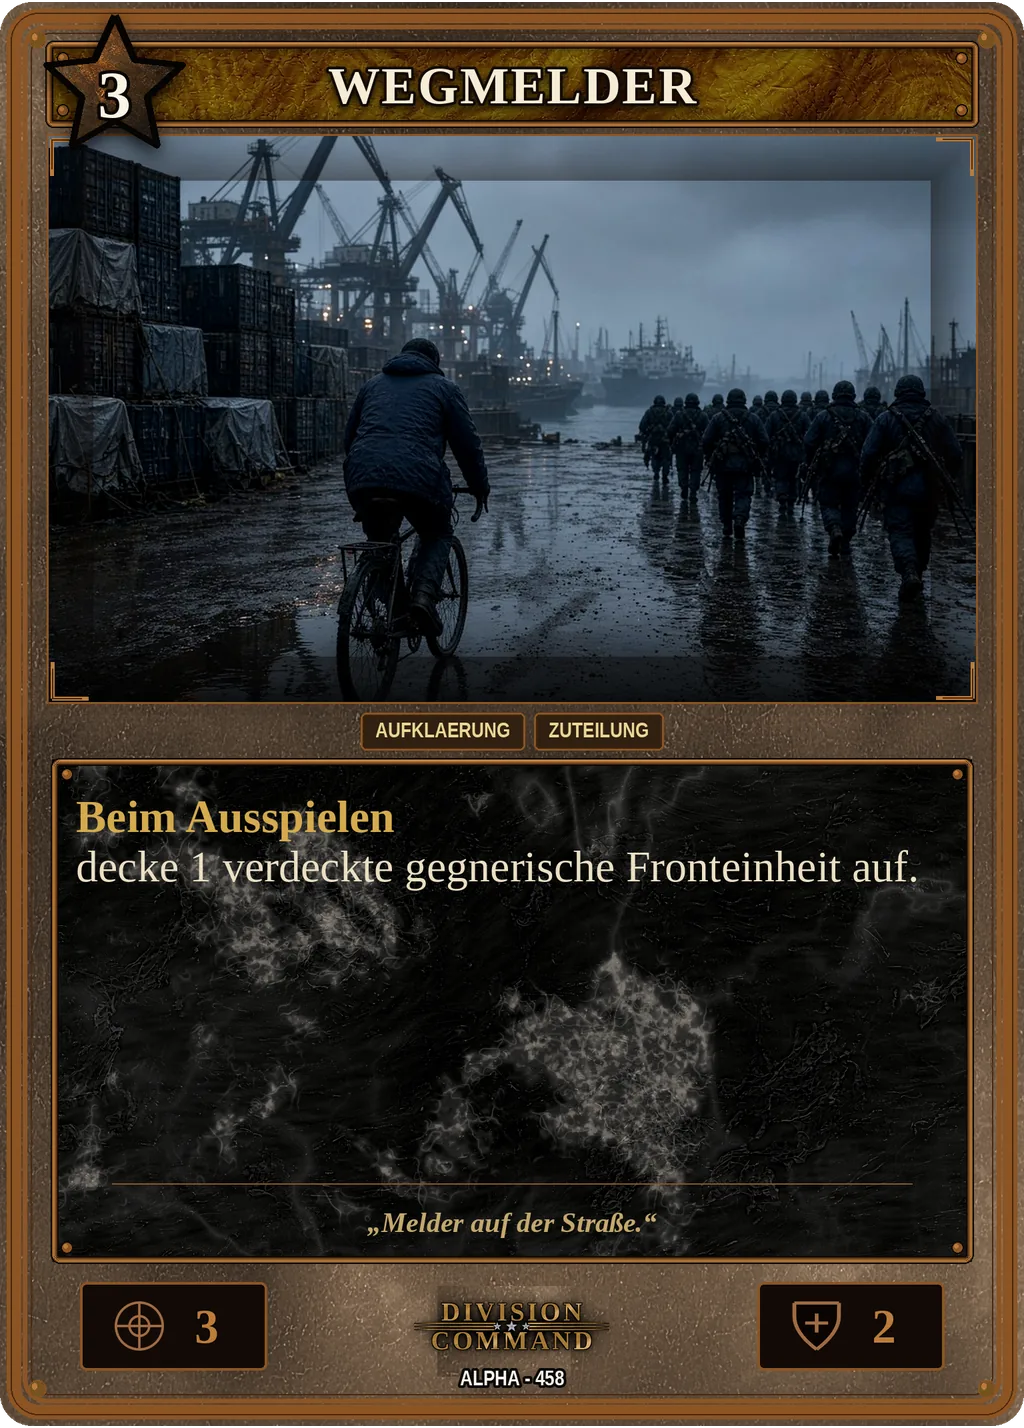 3
WEGMELDER
AUFKLAERUNG ZUTEILUNG
Beim Ausspielen
decke 1 verdeckte gegnerische Fronteinheit auf.
„Melder auf der Straße.“
3
DIVISION
COMMAND
2
ALPHA - 458